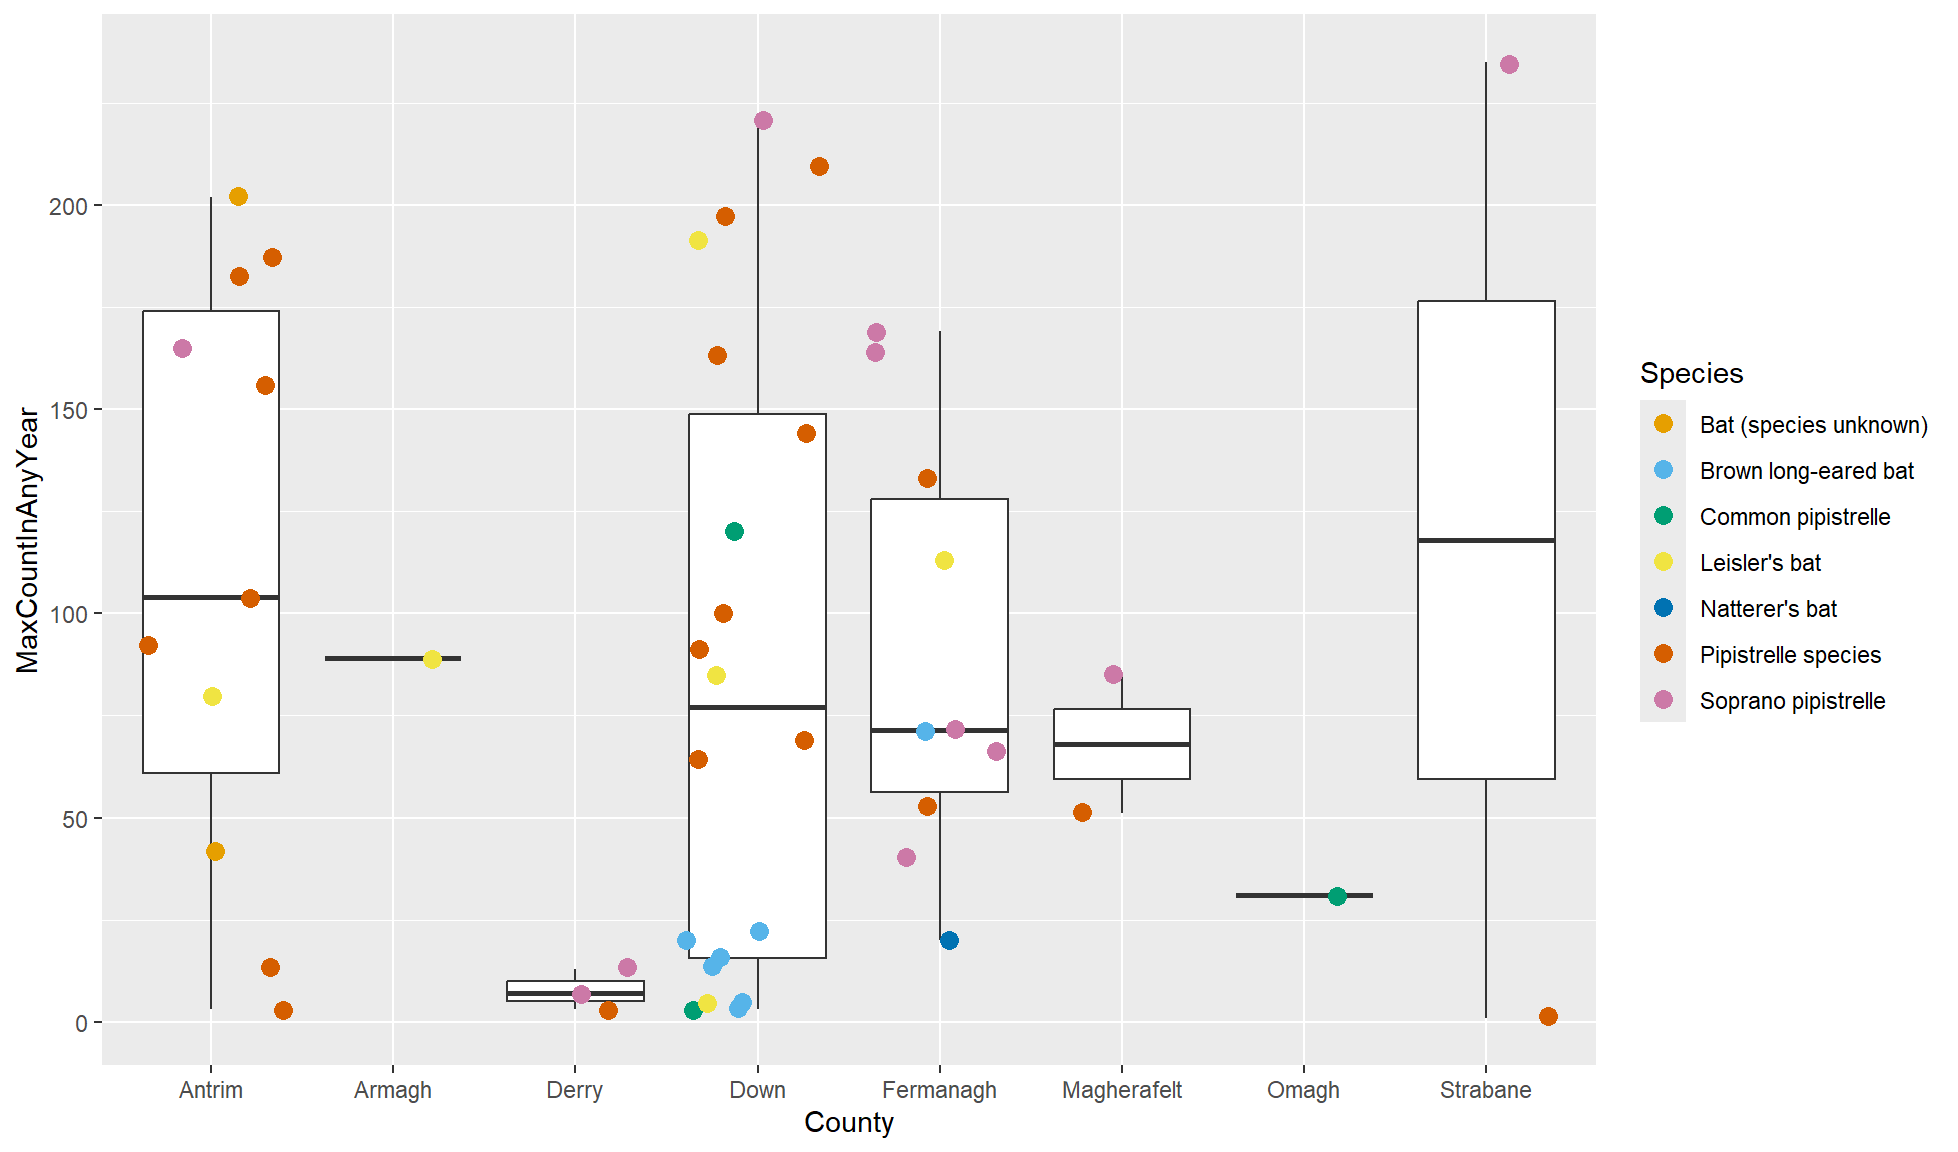 MaxCountInAnyYear
200
150
100
50
0
Antrim Armagh Derry Down Fermanagh Magherafelt Omagh Strabane
County
Species
Bat (species unknown)
Brown long-eared bat
Common pipistrelle
Leisler's bat
Natterer's bat
Pipistrelle species
Soprano pipistrelle